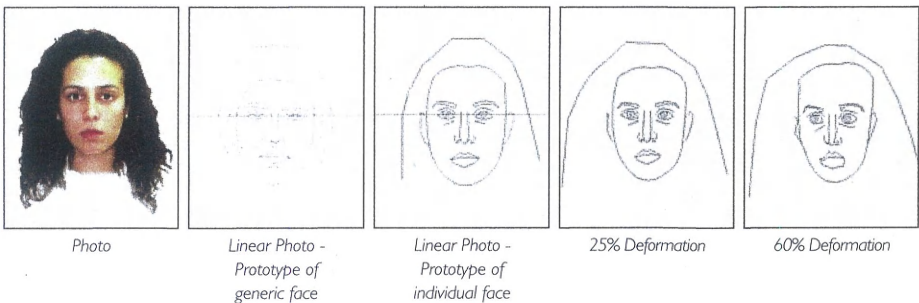 Photo
Linear Photo -
Prototype of
generic face
Linear Photo -
Prototype of
individual face
25% Deformation
60% Deformation